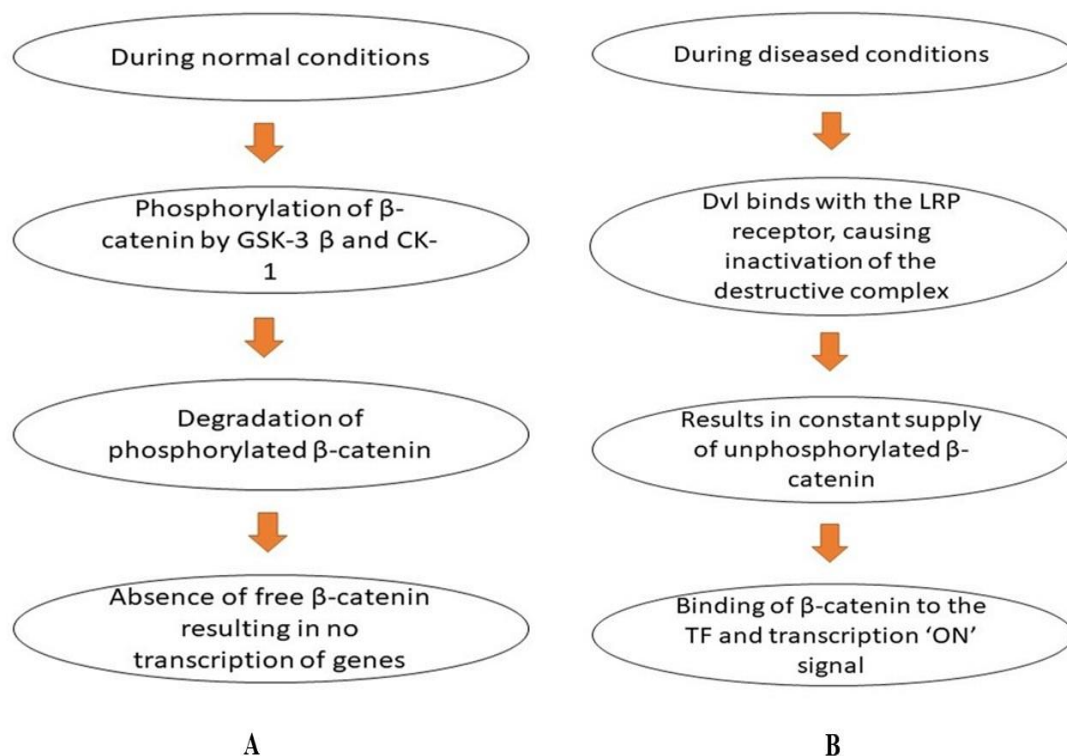 During normal conditions
Phosphorylation of β-
catenin by GSK-3 β and CK-
1
Degradation of
phosphorylated β-catenin
Absence of free β-catenin
resulting in no
transcription of genes
A
During diseased conditions
Dvl binds with the LRP
receptor, causing
inactivation of the
destructive complex
Results in constant supply
of unphosphorylated β-
catenin
Binding of β-catenin to the
TF and transcription ‘ON’
signal
B